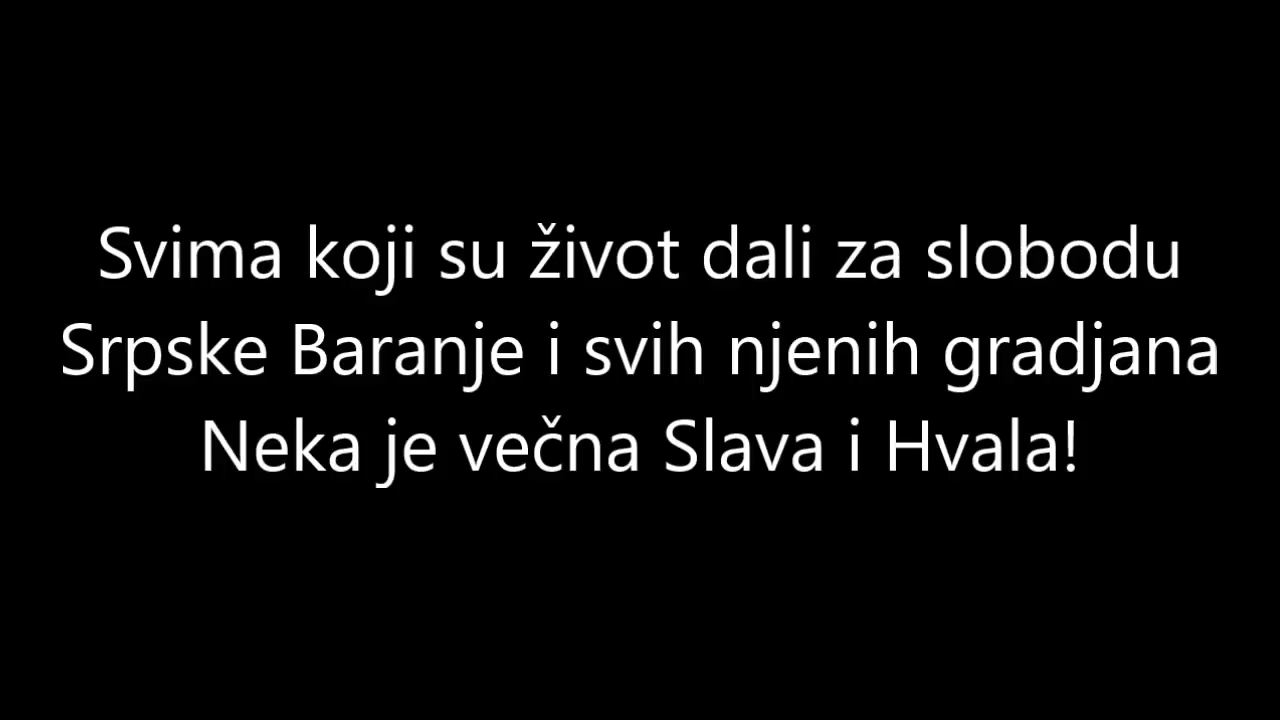 Svima koji su život dali za slobodu
Srpske Baranje i svih njenih gradjana
Neka je večna Slava i Hvala!